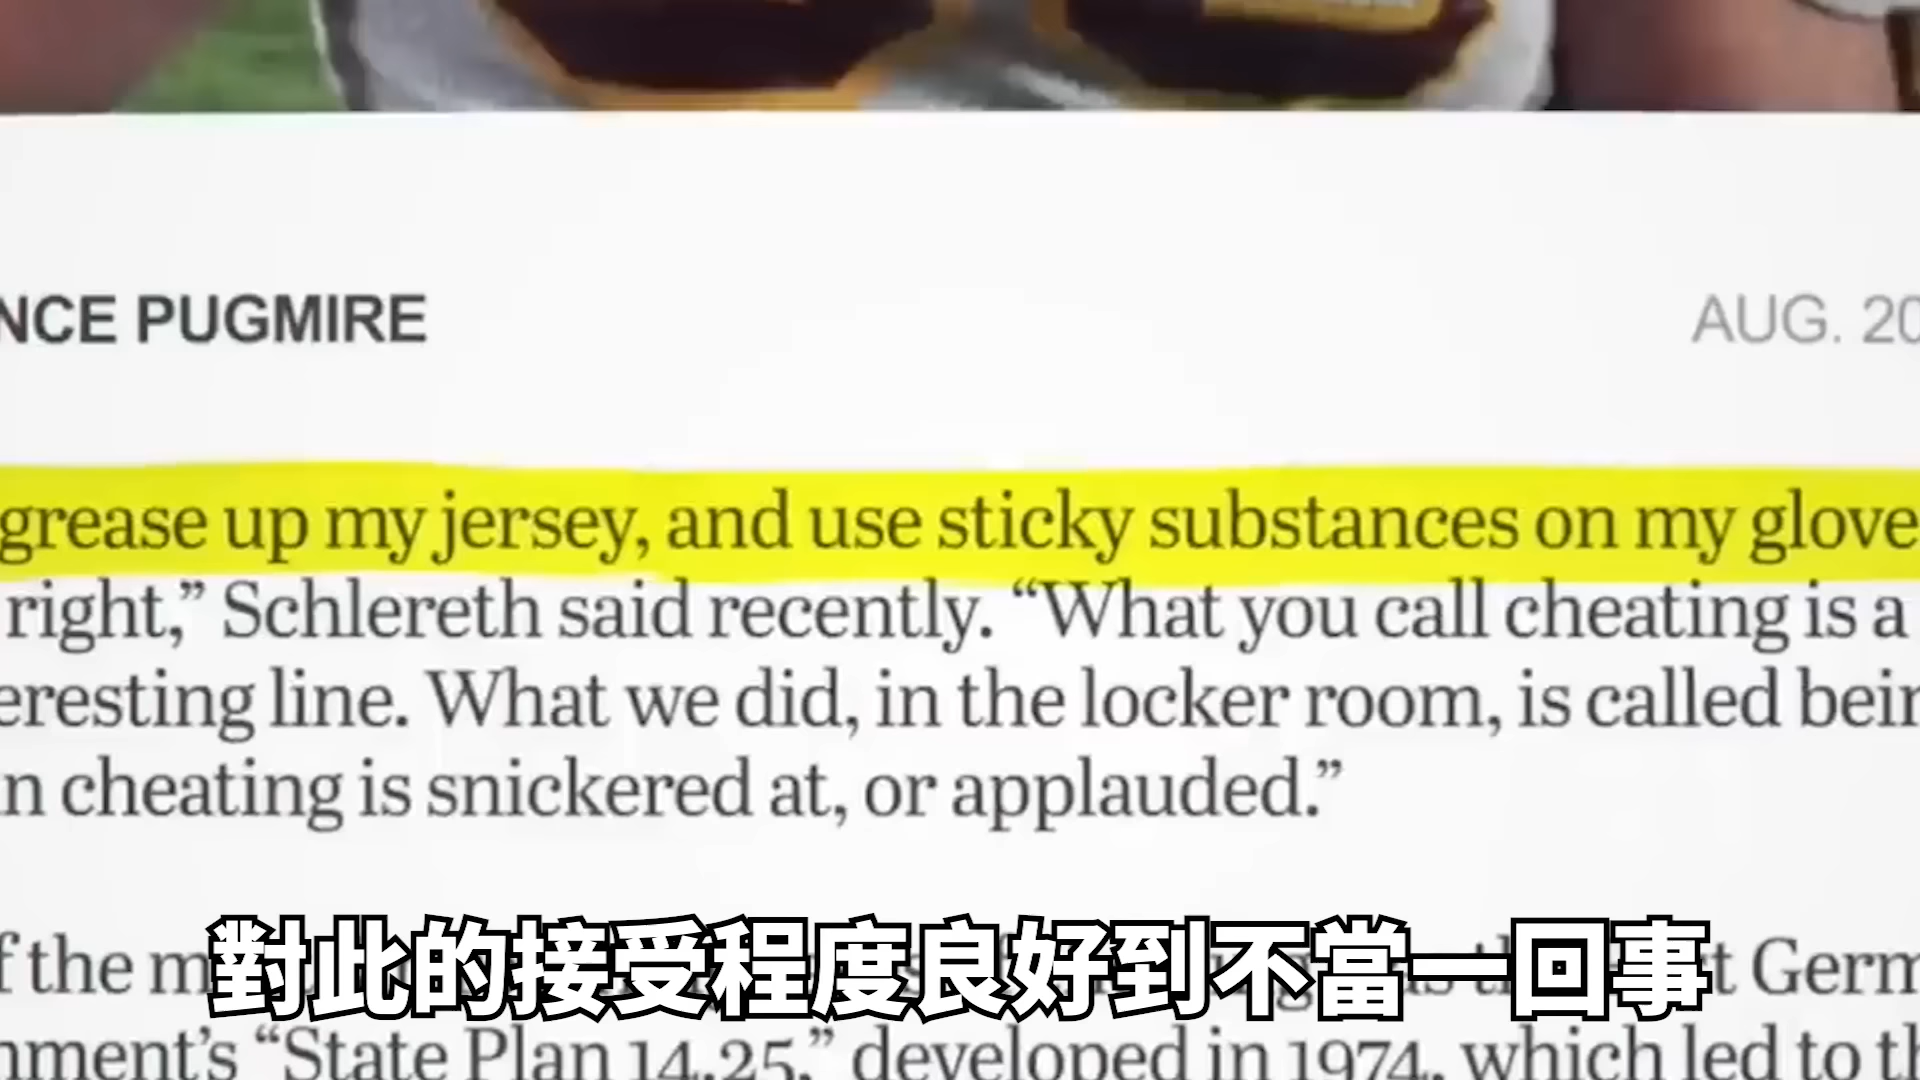 NCE PUGMIRE
AUG. 20
grease up my jersey, and use sticky substances on my glove
right,” Schlereth said recently. “What you call cheating is a
eresting line. What we did, in the locker room, is called bein
n cheating is snickered at, or applauded.”
f the m
t Germ
對此的接受程度良好到不當一回事
nment’s “State Plan 14.25,” developed in 1974, which led to th